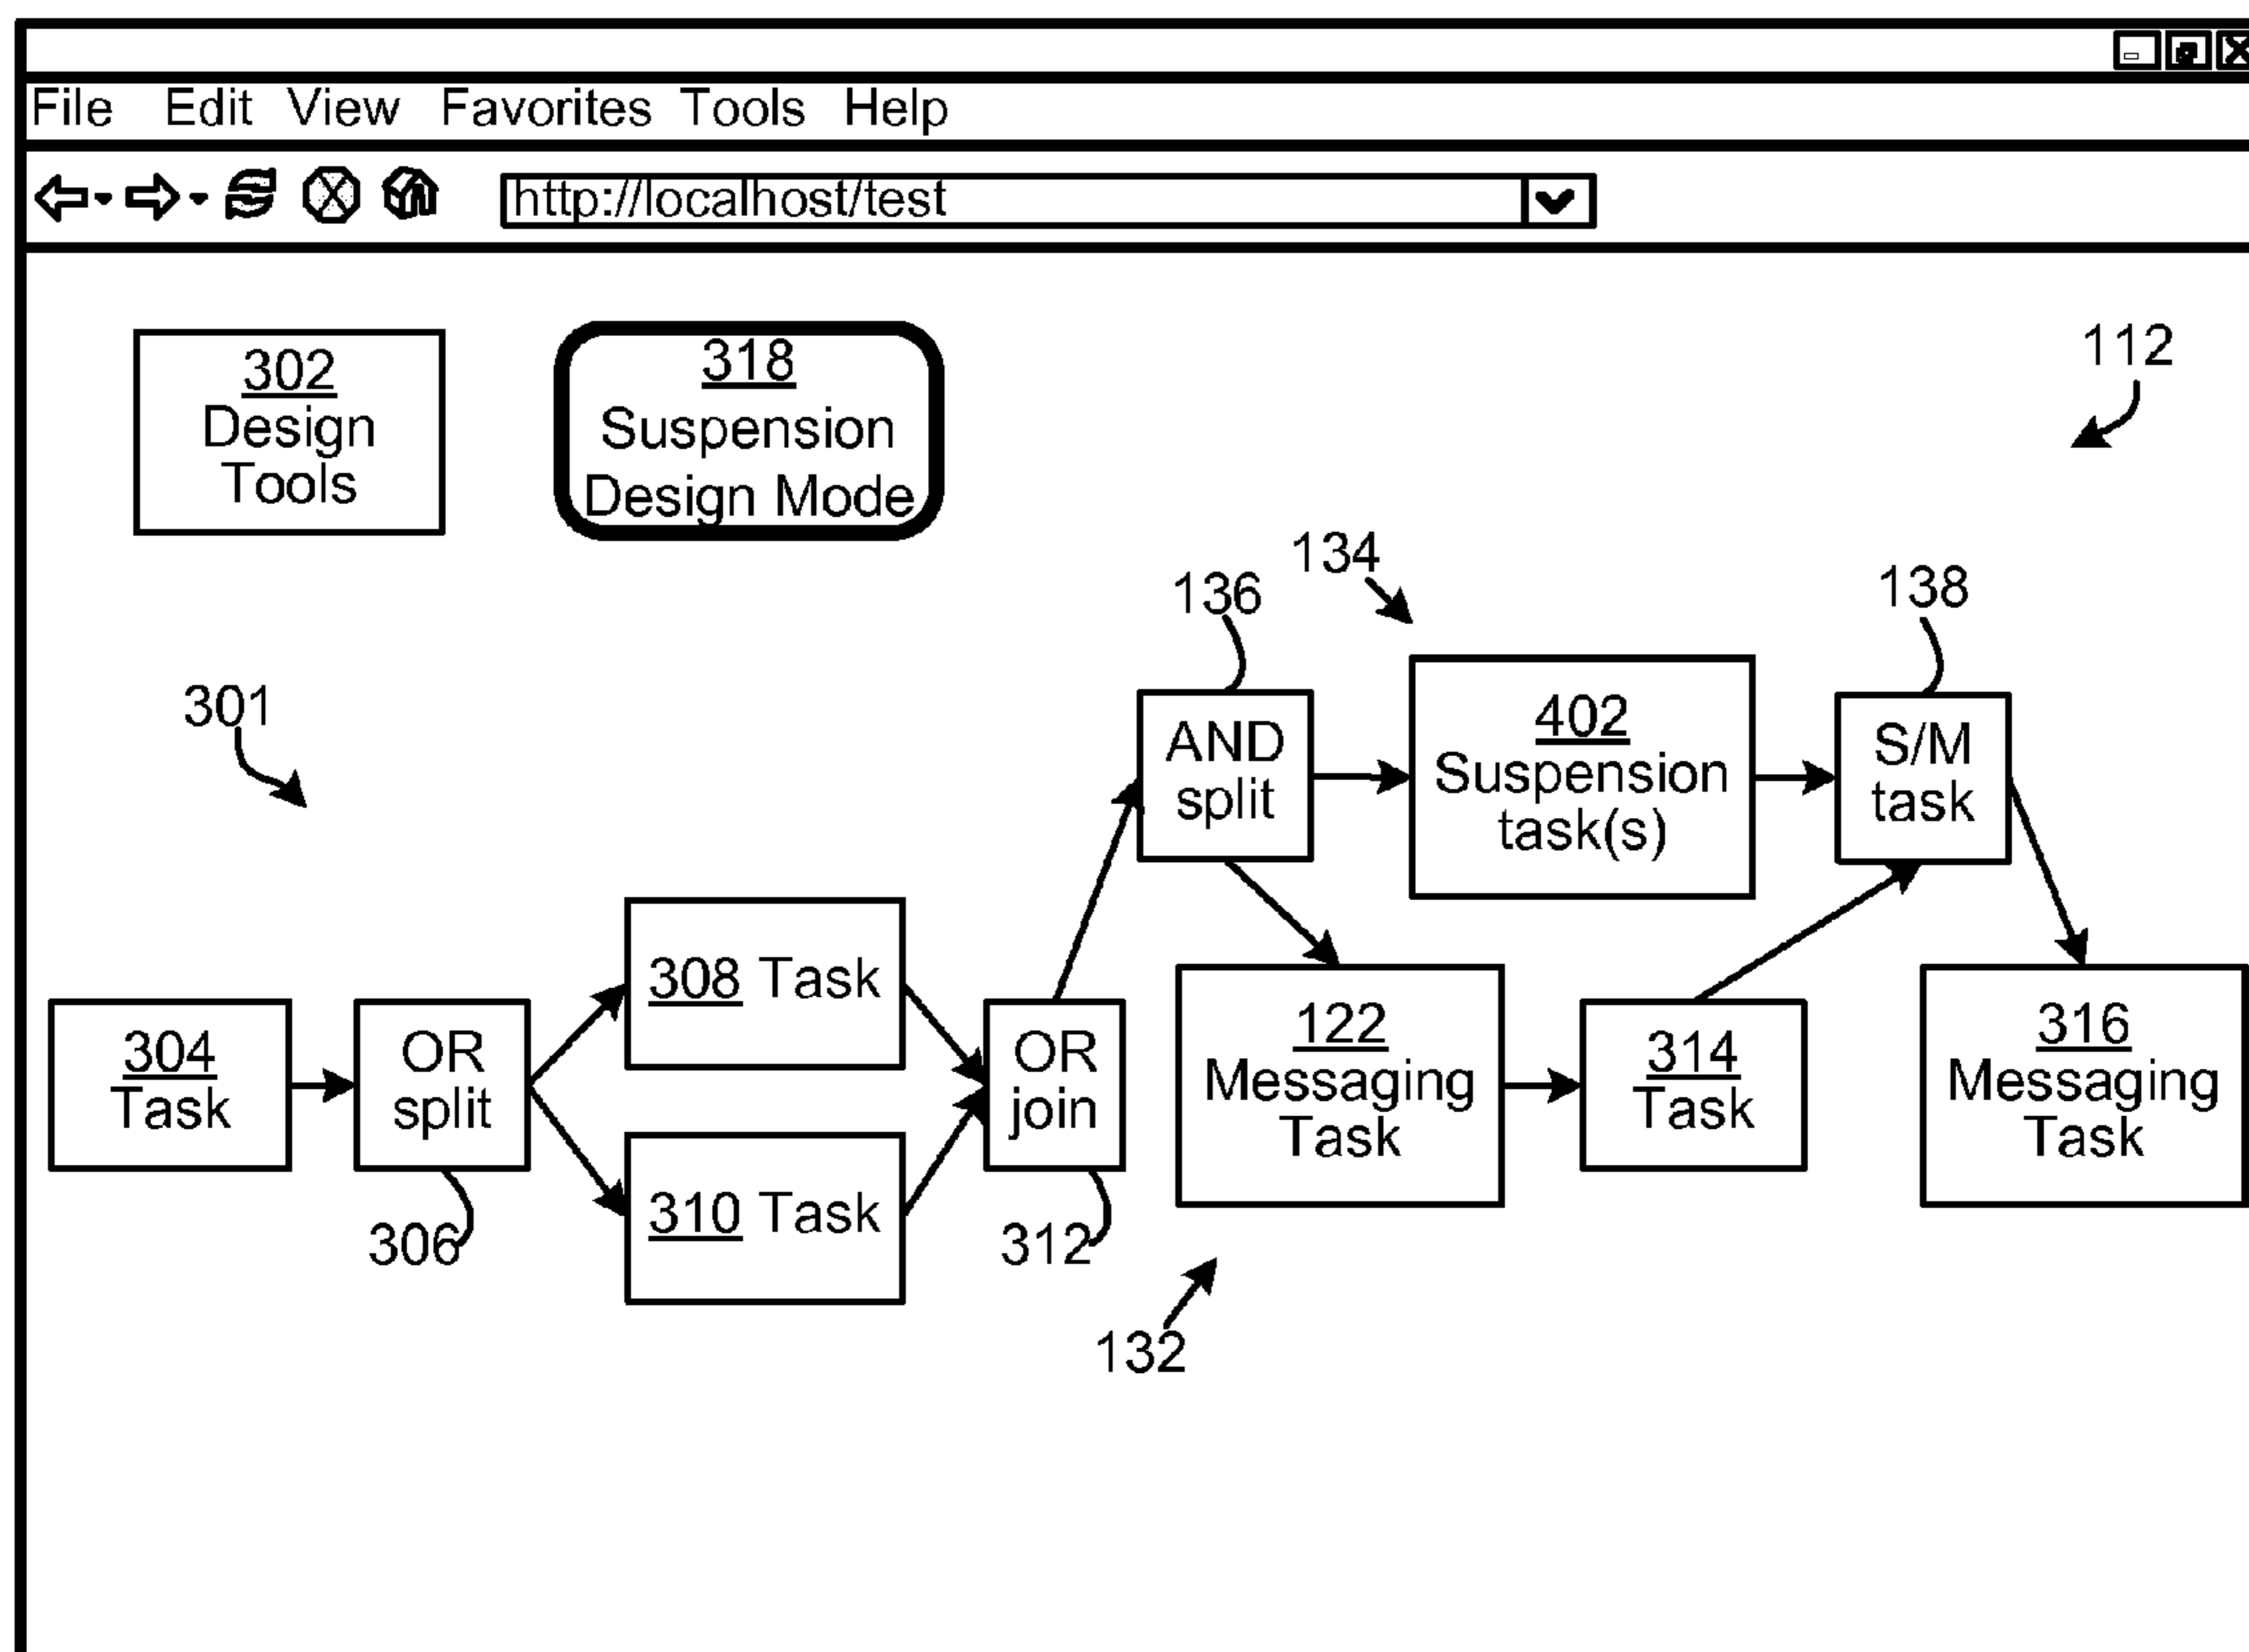 File Edit View Favorites Tools Help
http://localhost/test
302
Design
Tools
318
Suspension
Design Mode
112
134
136
138
301
AND
split
402
Suspension
task(s)
S/M
task
304
Task
OR
split
306
308 Task
310 Task
OR
join
312
122
Messaging
Task
314
Task
316
Messaging
Task
132